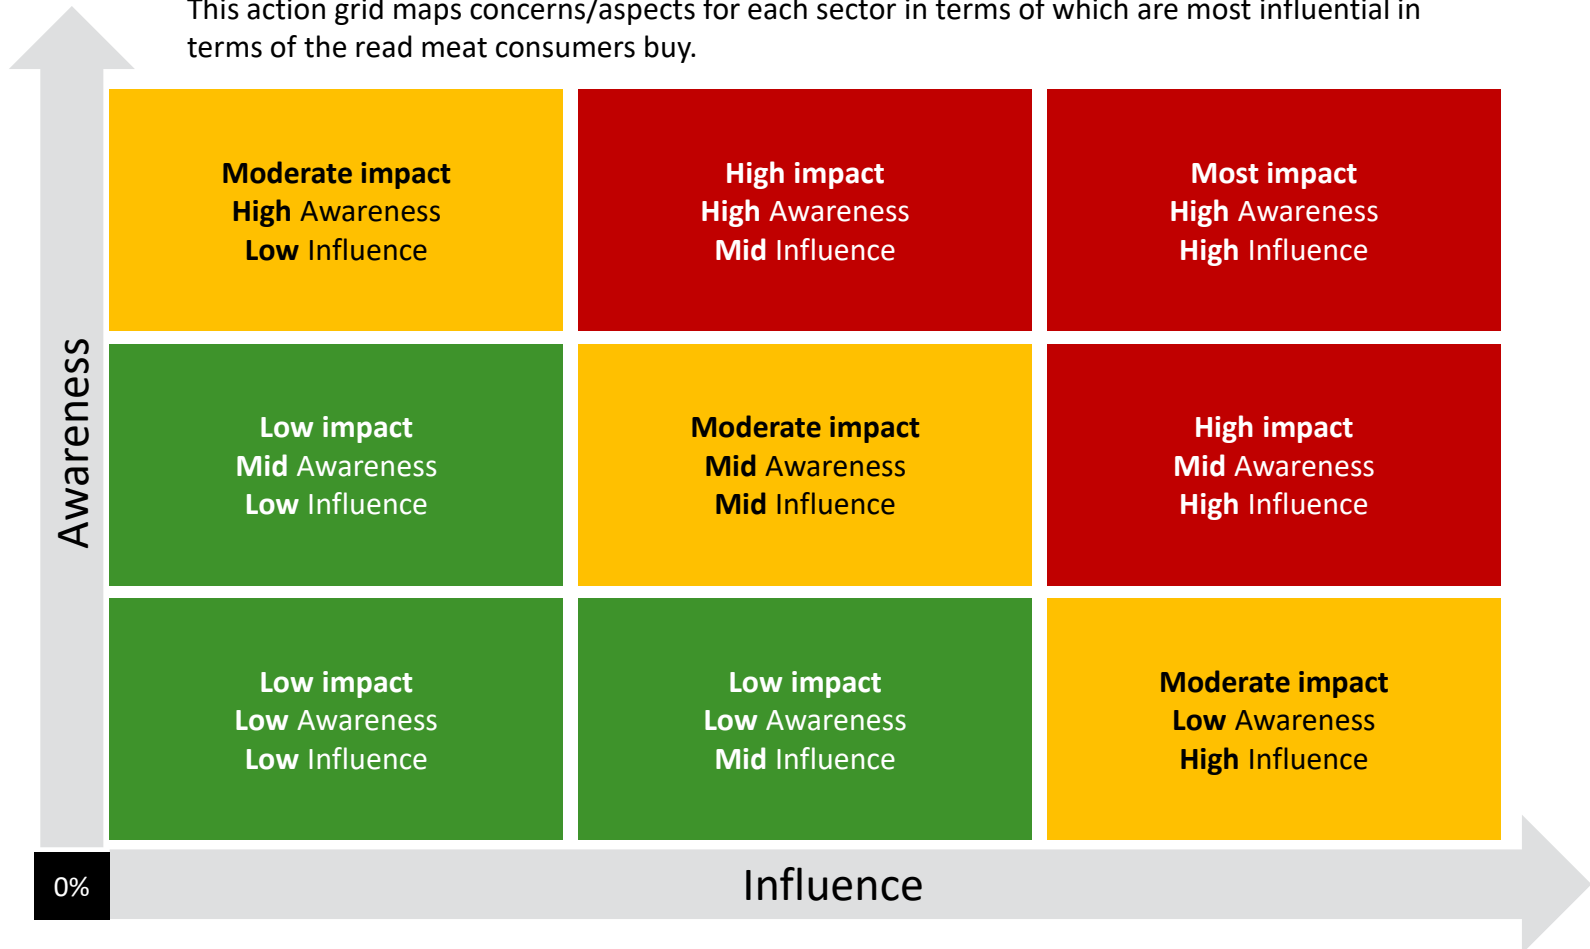 This action grid maps concerns/aspects for each sector in terms of which are most influential in
terms of the read meat consumers buy.
Moderate impact
High Awareness
Low Influence
High impact
High Awareness
Mid Influence
Most impact
High Awareness
High Influence
Low impact
Mid Awareness
Low Influence
Moderate impact
Mid Awareness
Mid Influence
High impact
Mid Awareness
High Influence
Low impact
Low Awareness
Low Influence
Low impact
Low Awareness
Mid Influence
Moderate impact
Low Awareness
High Influence
Awareness
0%
Influence